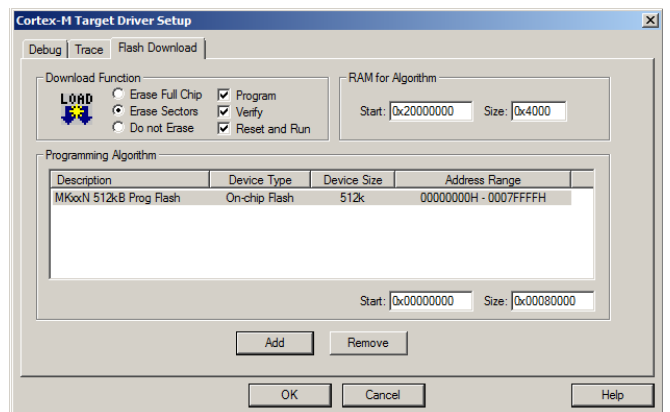 Cortex-M Target Driver Setup
Debug Trace Flash Download
Download Function
LOAD
Erase Full Chip
Erase Sectors
Do not Erase
Program
Verify
Reset and Run
RAM for Algorithm
Start: 0x20000000 Size: 0x4000
Programming Algorithm
Description Device Type Device Size Address Range
MKxxN 512kB Prog Flash On-chip Flash 512k 00000000H - 0007FFFFH
Start: 0x00000000 Size: 0x00080000
Add Remove
OK Cancel Help